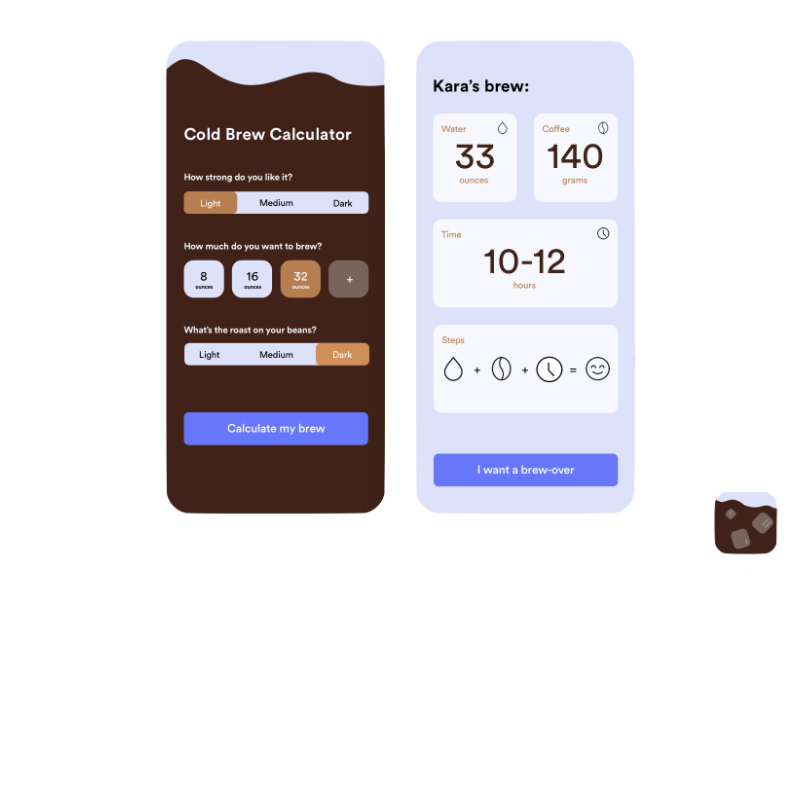 Cold Brew Calculator
How strong do you like it?
Light Medium Dark
How much do you want to brew?
8 16 32 +
ounces ounces ounces
What's the roast on your beans?
Light Medium Dark
Calculate my brew
Kara's brew:
Water Coffee
33 140
ounces grams
Time
10-12
hours
Steps
+ + =
I want a brew-over